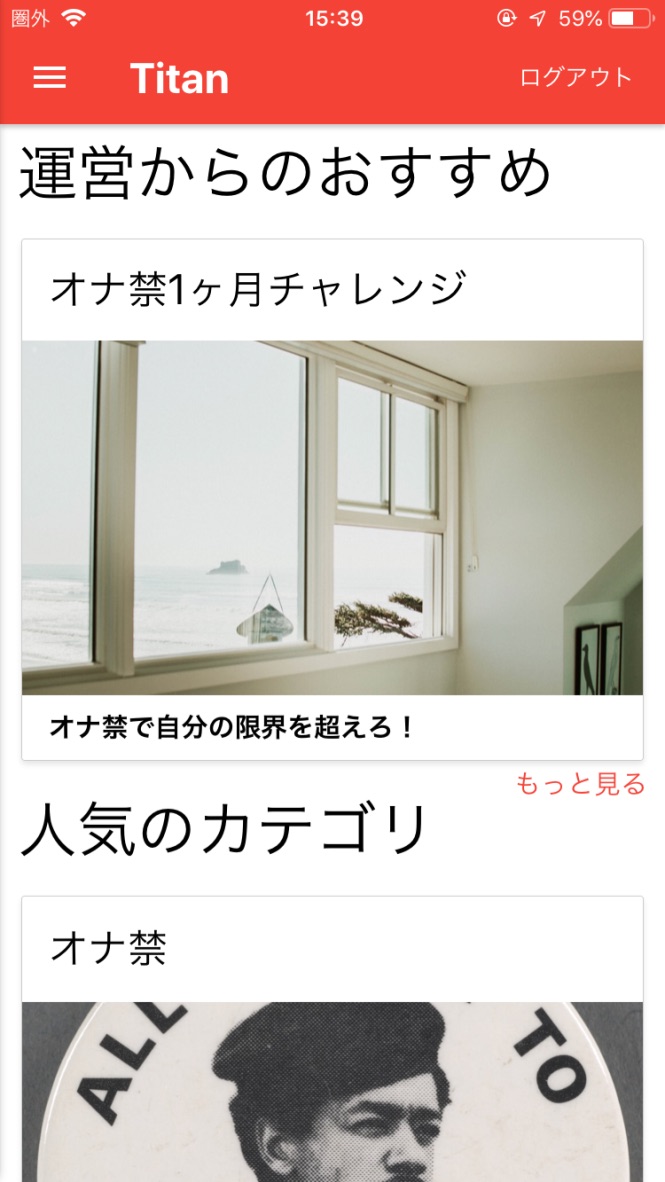 圏外 15:39 59%
Titan ログアウト
運営からのおすすめ
オナ禁1ヶ月チャレンジ
オナ禁で自分の限界を超えろ！
もっと見る
人気のカテゴリ
オナ禁
ALL TO